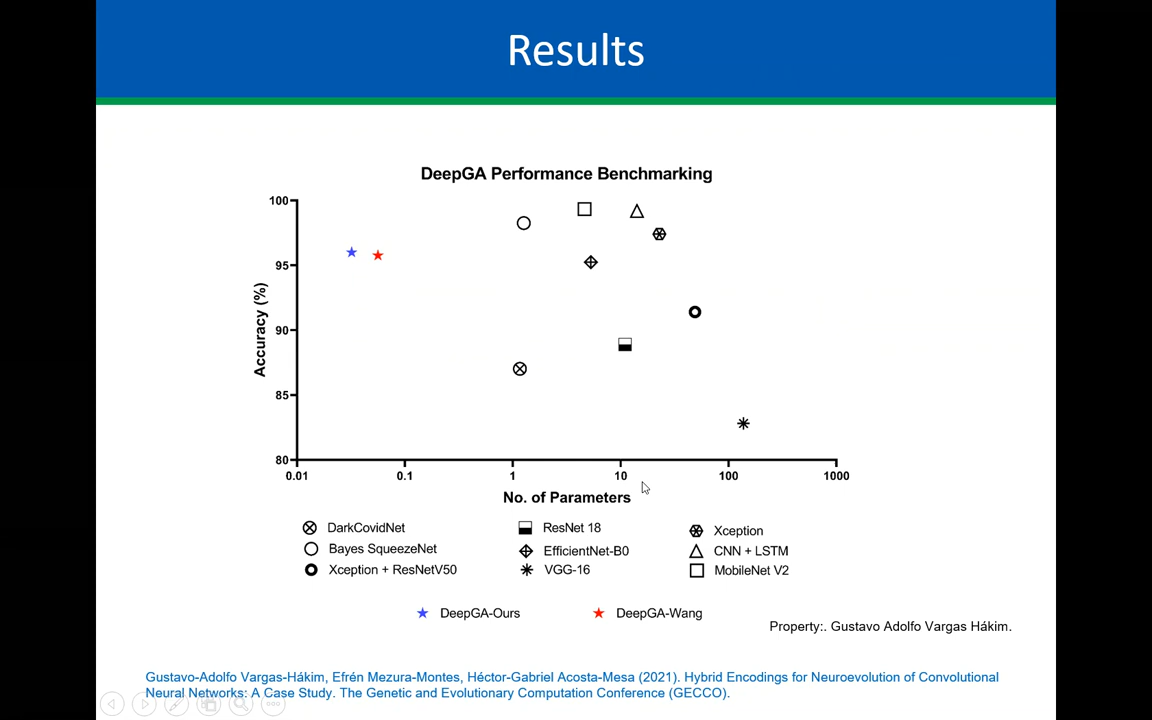 Results
DeepGA Performance Benchmarking
100
95
90
85
80
Accuracy (%)
0.01
0.1
1
10
100
1000
No. of Parameters
DarkCovidNet
ResNet 18
Xception
Bayes SqueezeNet
EfficientNet-B0
CNN + LSTM
Xception + ResNetV50
VGG-16
MobileNet V2
DeepGA-Ours
DeepGA-Wang
Property:. Gustavo Adolfo Vargas Hákim.
Gustavo-Adolfo Vargas-Hákim, Efrén Mezura-Montes, Héctor-Gabriel Acosta-Mesa (2021). Hybrid Encodings for Neuroevolution of Convolutional
Neural Networks: A Case Study. The Genetic and Evolutionary Computation Conference (GECCO).